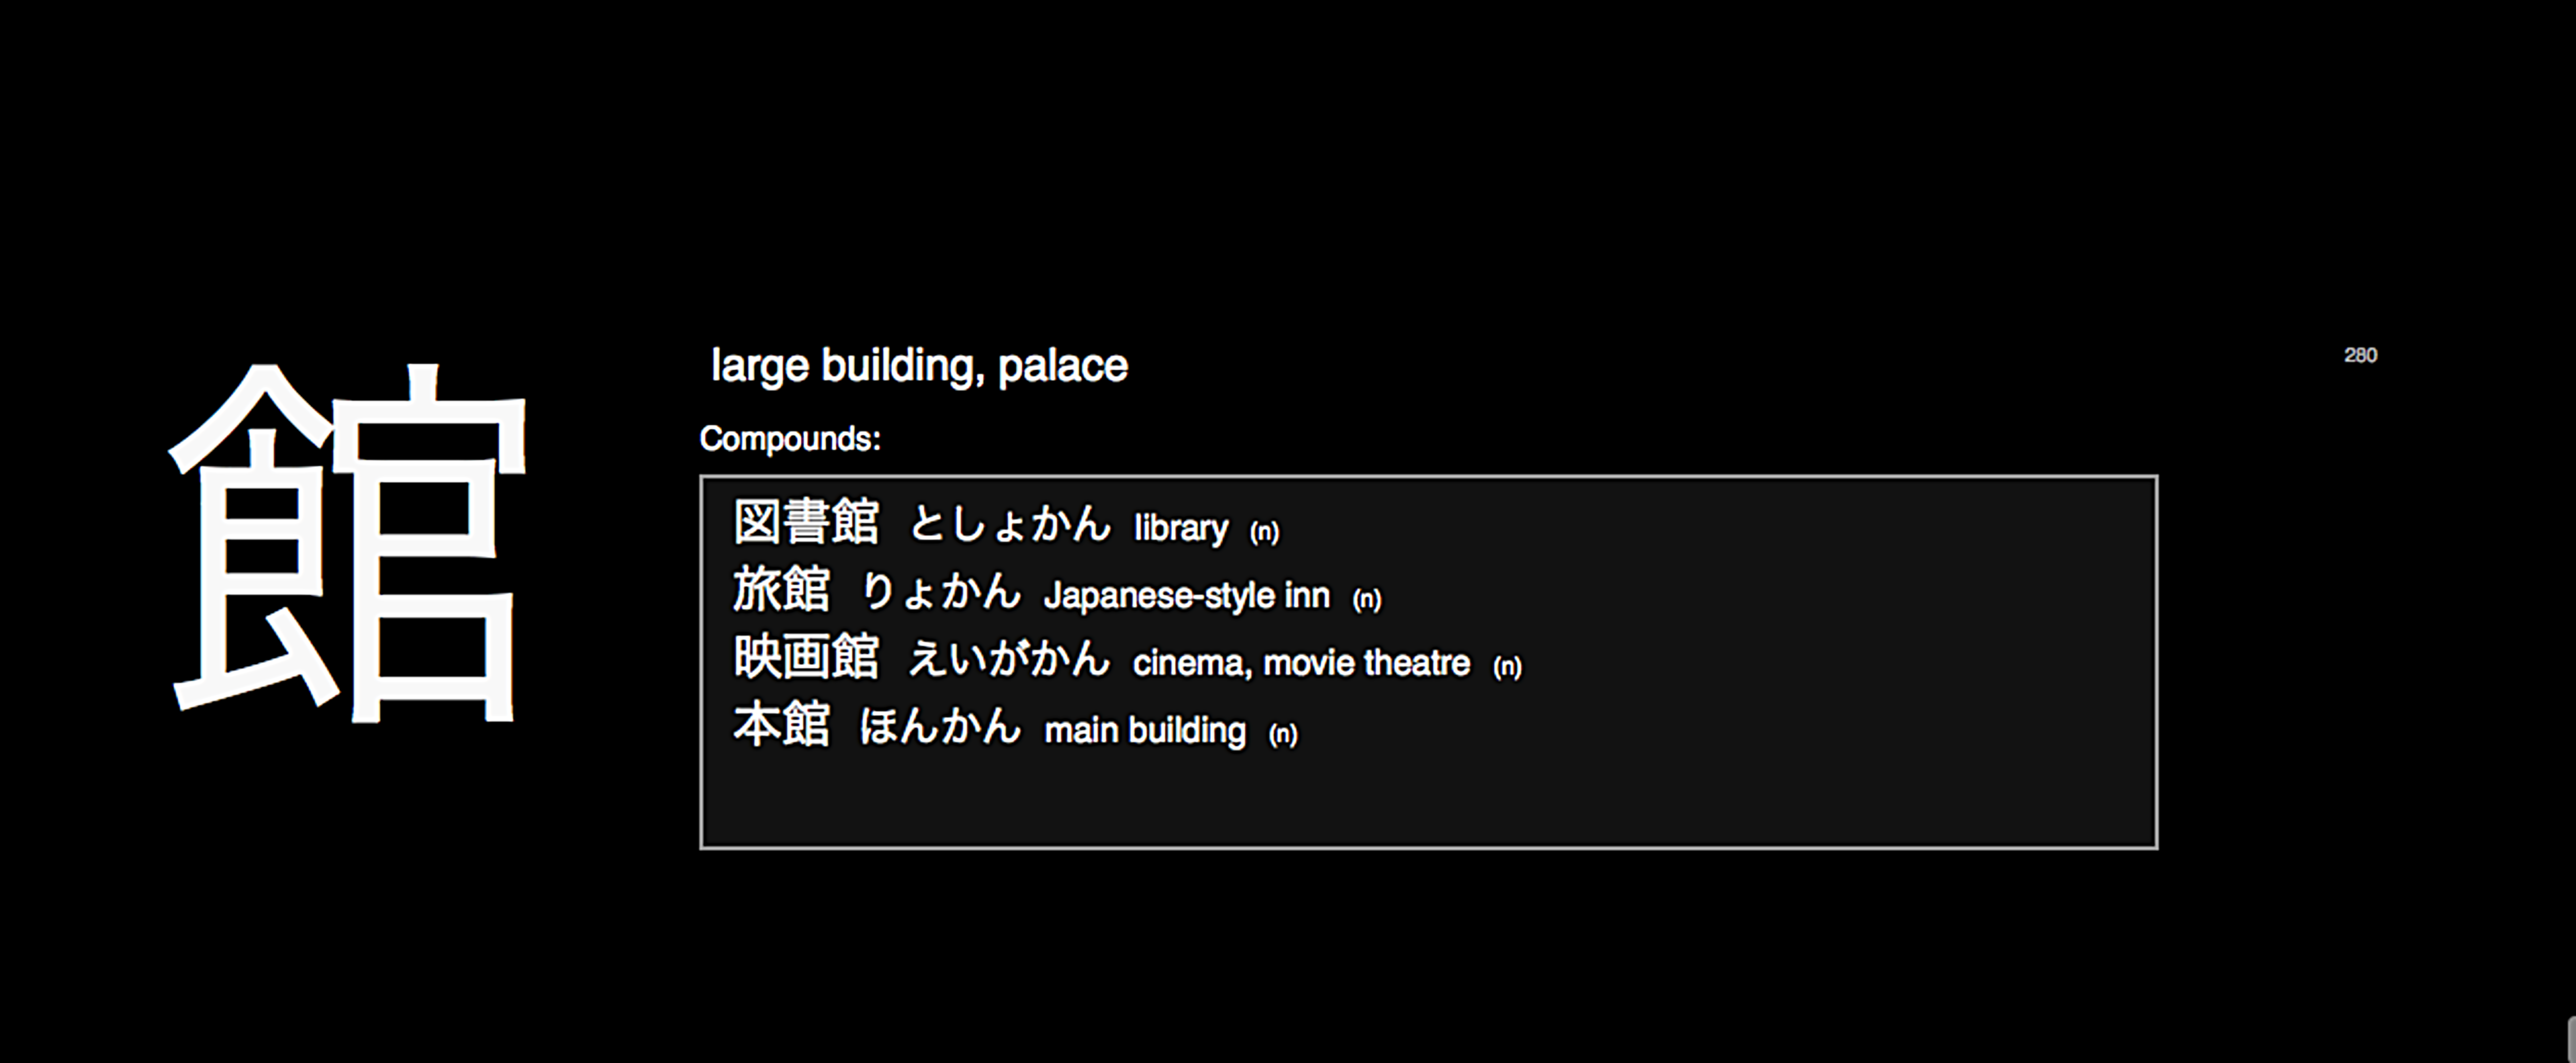 館
large building, palace
280
Compounds:
図書館 としょかん library (n)
旅館 りょかん Japanese-style inn (n)
映画館 えいがかん cinema, movie theatre (n)
本館 ほんかん main building (n)